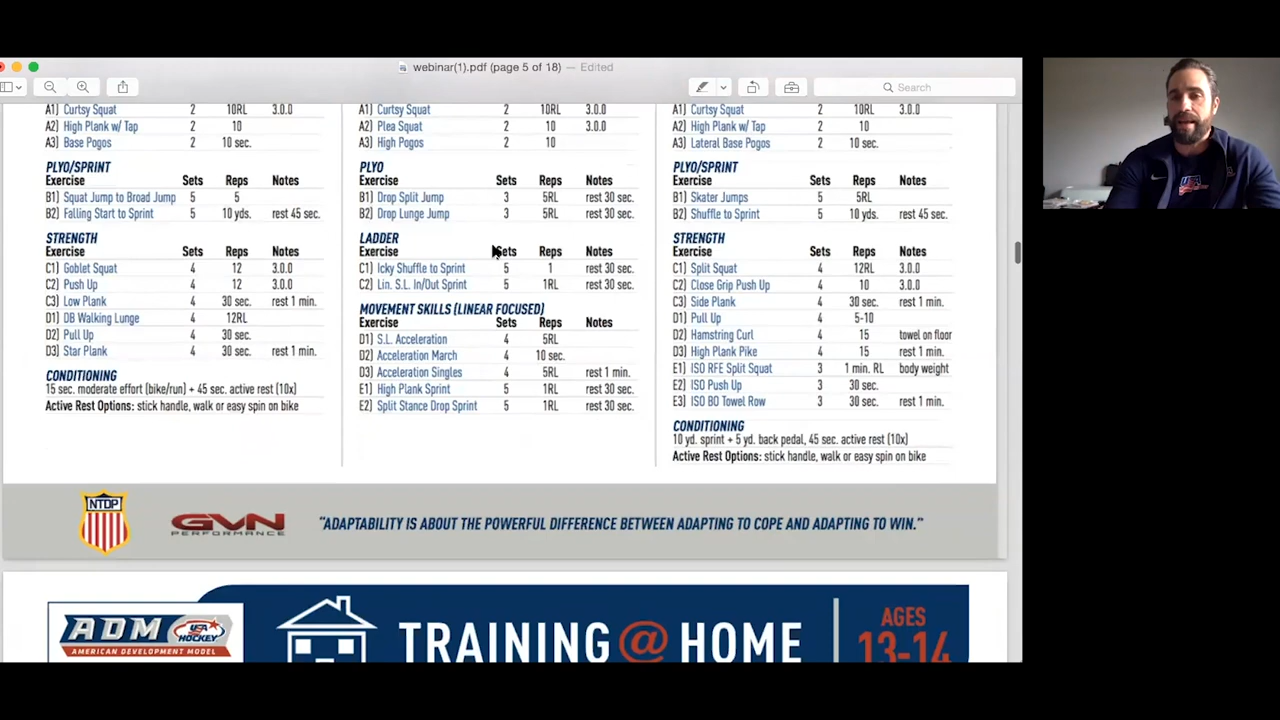 webinar(1).pdf (page 5 of 18) — Edited
Search
A1) Curtsy Squat 2 10RL 3.0.0
A2) High Plank w/ Tap 2 10
A3) Base Pogos 2 10 sec.
PLYO/SPRINT
Exercise Sets Reps Notes
B1) Squat Jump to Broad Jump 5 5
B2) Falling Start to Sprint 5 10 yds. rest 45 sec.
STRENGTH
Exercise Sets Reps Notes
C1) Goblet Squat 4 12 3.0.0
C2) Push Up 4 12 3.0.0
C3) Low Plank 4 30 sec. rest 1 min.
D1) DB Walking Lunge 4 12RL
D2) Pull Up 4 30 sec.
D3) Star Plank 4 30 sec. rest 1 min.
CONDITIONING
15 sec. moderate effort (bike/run) + 45 sec. active rest (10x)
Active Rest Options: stick handle, walk or easy spin on bike
A1) Curtsy Squat 2 10RL 3.0.0
A2) Plea Squat 2 10 3.0.0
A3) High Pogos 2 10
PLYO
Exercise Sets Reps Notes
B1) Drop Split Jump 3 5RL rest 30 sec.
B2) Drop Lunge Jump 3 5RL rest 30 sec.
LADDER
Exercise Sets Reps Notes
C1) Icky Shuffle to Sprint 5 1 rest 30 sec.
C2) Lin. S.L. In/Out Sprint 5 1RL rest 30 sec.
MOVEMENT SKILLS (LINEAR FOCUSED)
Exercise Sets Reps Notes
D1) S.L. Acceleration 4 5RL
D2) Acceleration March 4 10 sec.
D3) Acceleration Singles 4 5RL rest 1 min.
E1) High Plank Sprint 5 1RL rest 30 sec.
E2) Split Stance Drop Sprint 5 1RL rest 30 sec.
A1) Curtsy Squat 2 10RL 3.0.0
A2) High Plank w/ Tap 2 10
A3) Lateral Base Pogos 2 10 sec.
PLYO/SPRINT
Exercise Sets Reps Notes
B1) Skater Jumps 5 5RL
B2) Shuffle to Sprint 5 10 yds. rest 45 sec.
STRENGTH
Exercise Sets Reps Notes
C1) Split Squat 4 12RL 3.0.0
C2) Close Grip Push Up 4 10 3.0.0
C3) Side Plank 4 30 sec. rest 1 min.
D1) Pull Up 4 5-10
D2) Hamstring Curl 4 15 towel on floor
D3) High Plank Pike 4 15 rest 1 min.
E1) ISO RFE Split Squat 3 1 min. RL body weight
E2) ISO Push Up 3 30 sec.
E3) ISO BO Towel Row 3 30 sec. rest 1 min.
CONDITIONING
10 yd. sprint + 5 yd. back pedal, 45 sec. active rest (10x)
Active Rest Options: stick handle, walk or easy spin on bike
NTDP
GVN
PERFORMANCE
“ADAPTABILITY IS ABOUT THE POWERFUL DIFFERENCE BETWEEN ADAPTING TO COPE AND ADAPTING TO WIN.”
ADM
USA
HOCKEY
AMERICAN DEVELOPMENT MODEL
TRAINING @ HOME
AGES
13-14
USA